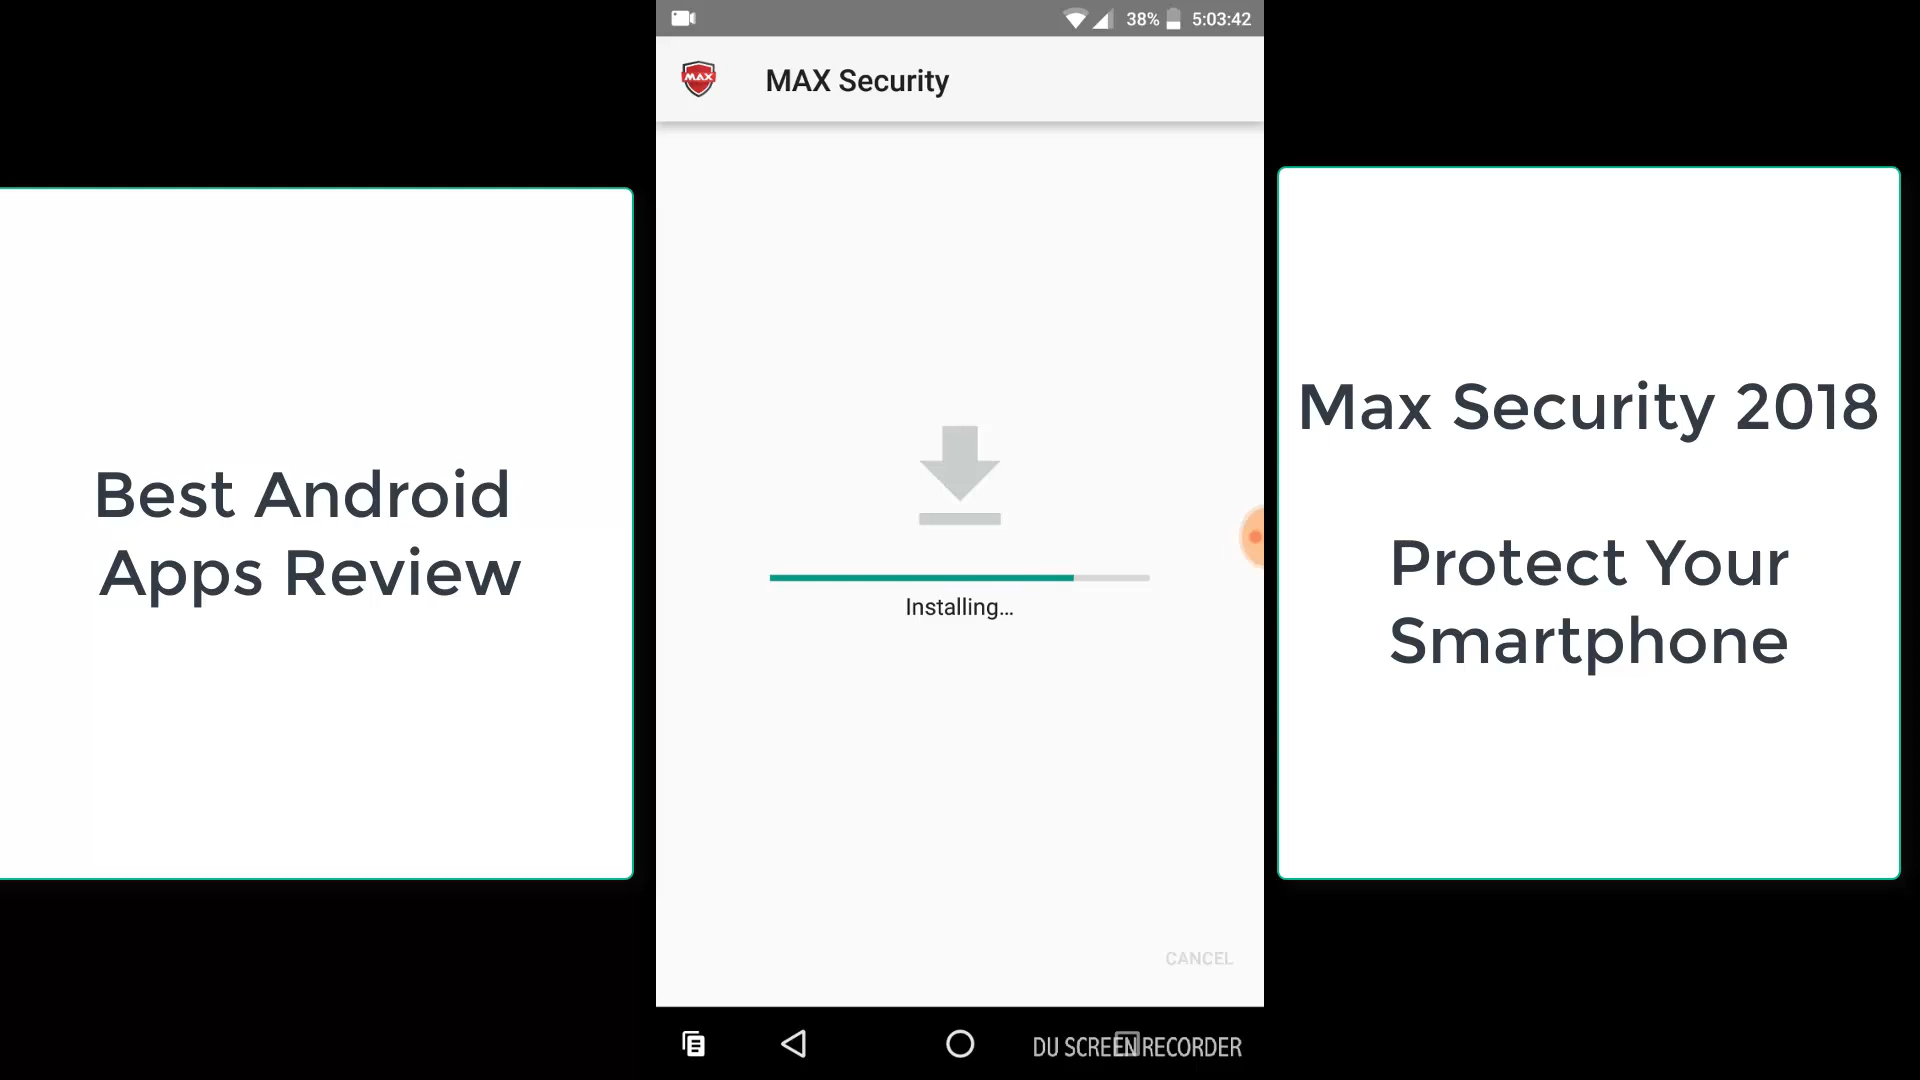 38% 5:03:42
MAX
MAX Security
Best Android
Apps Review
Installing...
Max Security 2018
Protect Your
Smartphone
CANCEL
DU SCREEN RECORDER